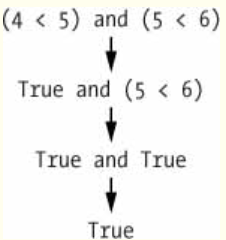 (4 < 5) and (5 < 6)
True and (5 < 6)
True and True
True